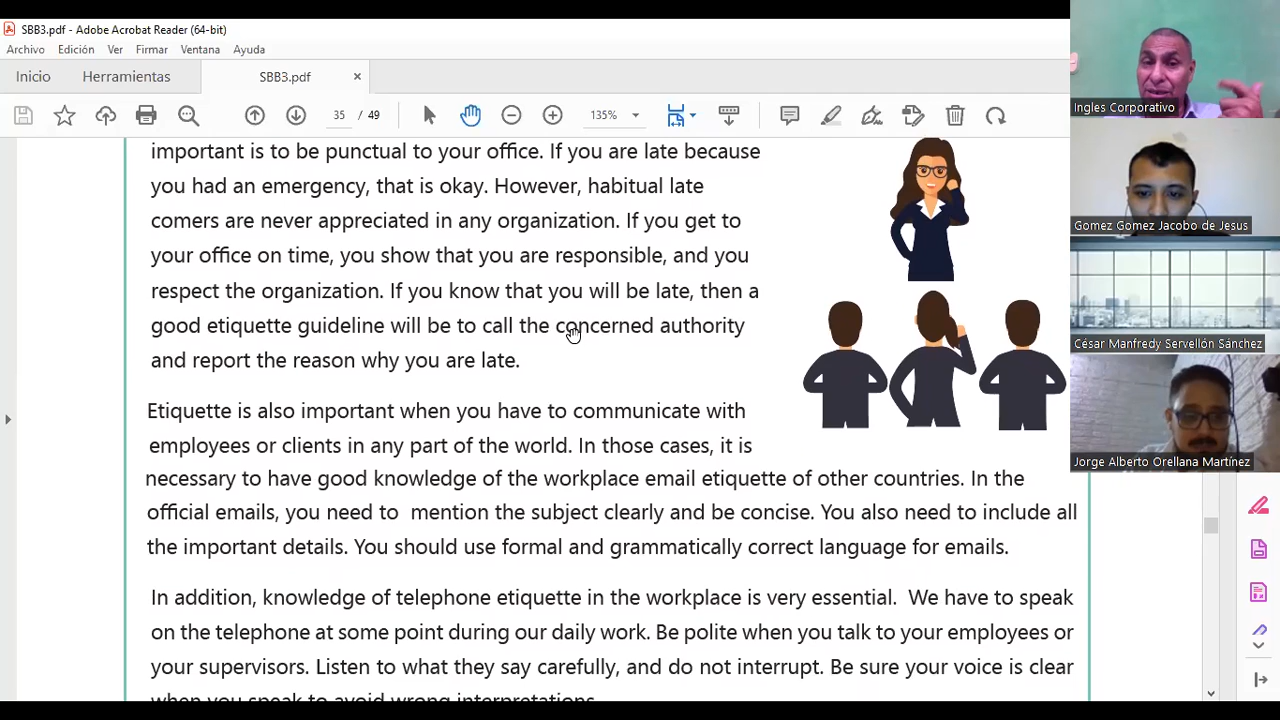 SBB3.pdf - Adobe Acrobat Reader (64-bit)
Archivo Edición Ver Firmar Ventana Ayuda
Inicio Herramientas SBB3.pdf
35 / 49 135%
important is to be punctual to your office. If you are late because
you had an emergency, that is okay. However, habitual late
comers are never appreciated in any organization. If you get to
your office on time, you show that you are responsible, and you
respect the organization. If you know that you will be late, then a
good etiquette guideline will be to call the concerned authority
and report the reason why you are late.
Etiquette is also important when you have to communicate with
employees or clients in any part of the world. In those cases, it is
necessary to have good knowledge of the workplace email etiquette of other countries. In the
official emails, you need to mention the subject clearly and be concise. You also need to include all
the important details. You should use formal and grammatically correct language for emails.
In addition, knowledge of telephone etiquette in the workplace is very essential. We have to speak
on the telephone at some point during our daily work. Be polite when you talk to your employees or
your supervisors. Listen to what they say carefully, and do not interrupt. Be sure your voice is clear
when you speak to avoid wrong interpretations.
Ingles Corporativo
Gomez Gomez Jacobo de Jesus
César Manfredy Servellón Sánchez
Jorge Alberto Orellana Martínez